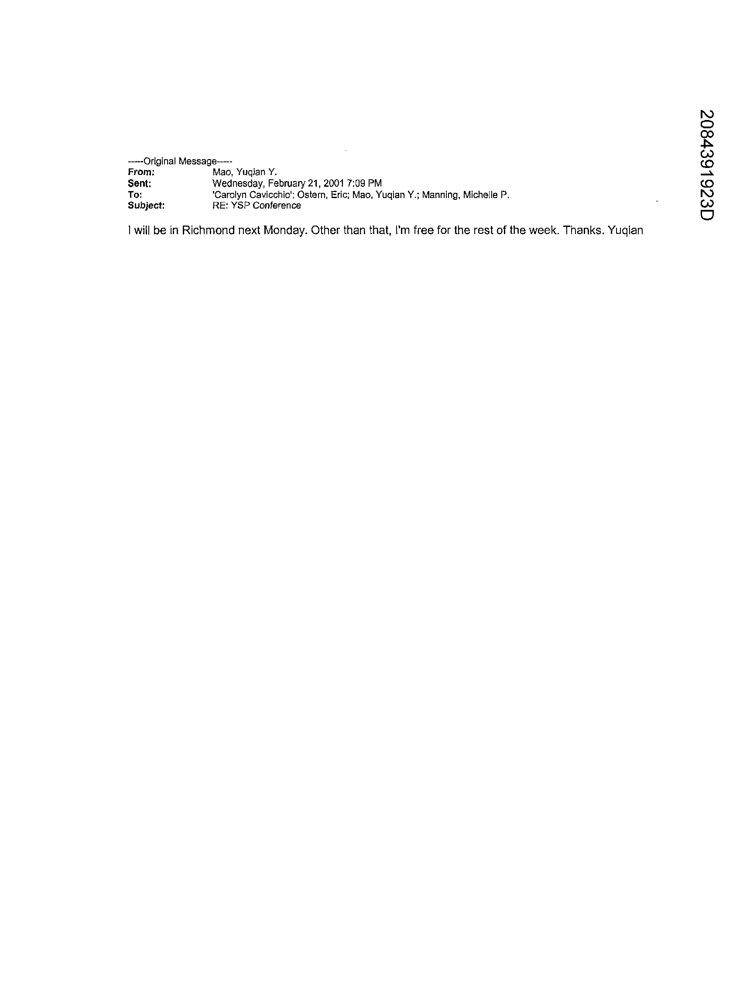 -----Original Message-----
From: Mao, Yuqian Y.
Sent: Wednesday, February 21, 2001 7:09 PM
To: 'Carolyn Cavicchio'; Ostern, Eric; Mao, Yuqian Y.; Manning, Michelle P.
Subject: RE: YSP Conference
I will be in Richmond next Monday. Other than that, I'm free for the rest of the week. Thanks. Yuqian
2084391923D